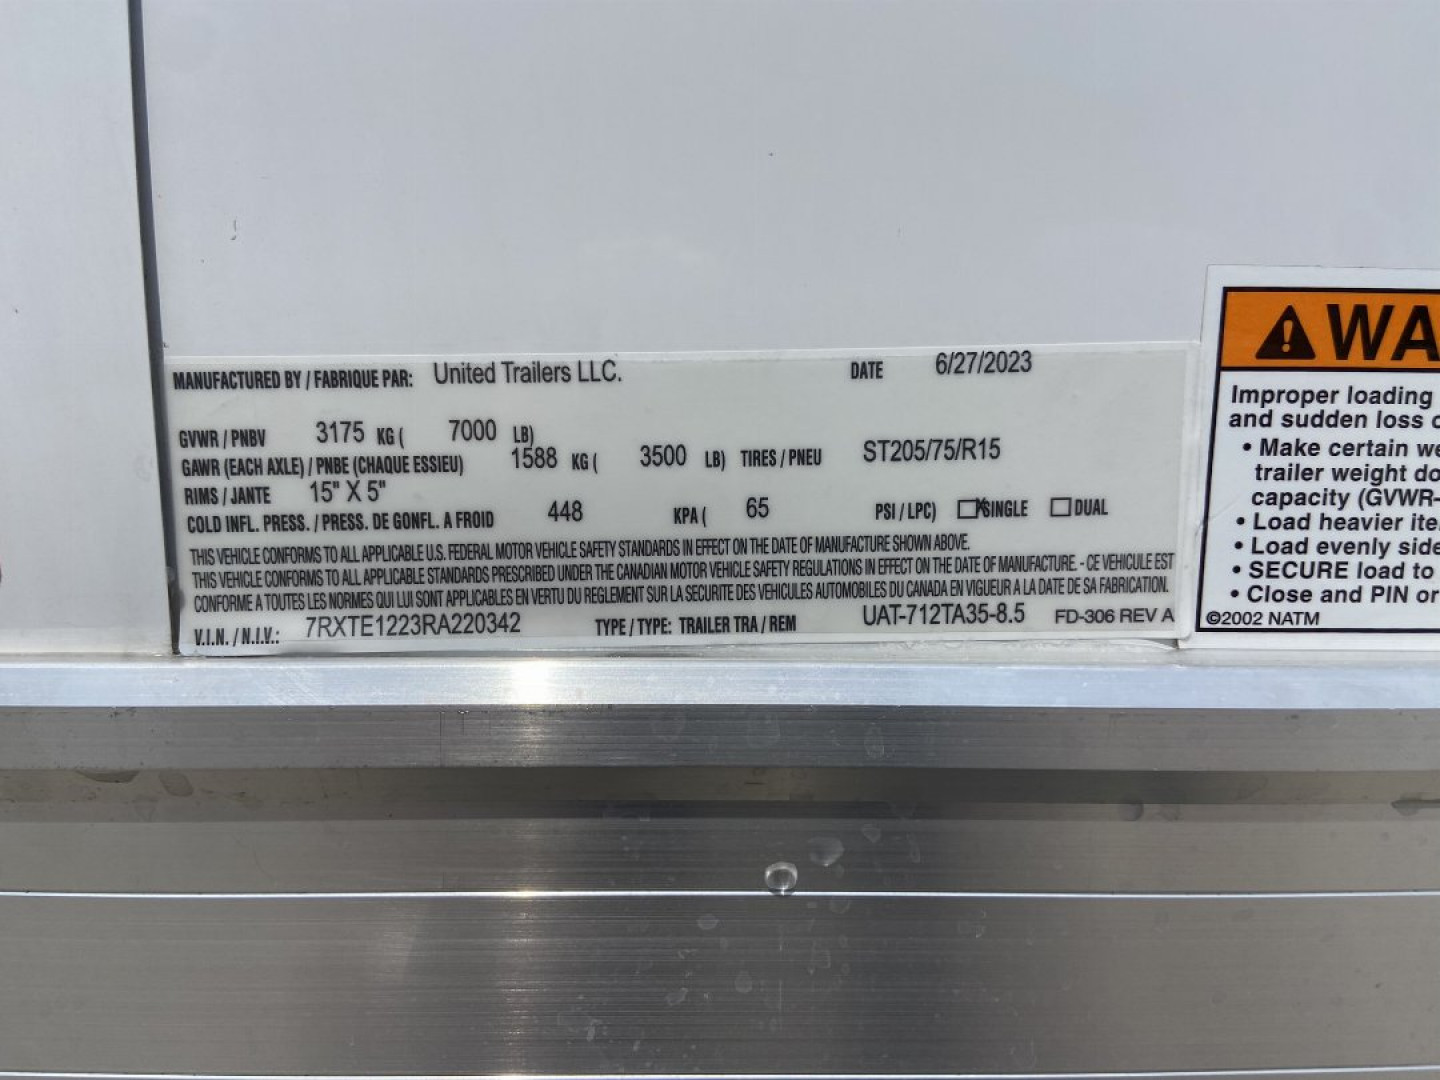 MANUFACTURED BY / FABRIQUE PAR: United Trailers LLC. DATE 6/27/2023
GVWR / PNBV 3175 KG ( 7000 LB)
GAWR (EACH AXLE) / PNBE (CHAQUE ESSIEU) 1588 KG ( 3500 LB) TIRES / PNEU ST205/75/R15
RIMS / JANTE 15" X 5"
COLD INFL. PRESS. / PRESS. DE GONFL. A FROID 448 KPA ( 65 PSI / LPC) X SINGLE DUAL
THIS VEHICLE CONFORMS TO ALL APPLICABLE U.S. FEDERAL MOTOR VEHICLE SAFETY STANDARDS IN EFFECT ON THE DATE OF MANUFACTURE SHOWN ABOVE.
THIS VEHICLE CONFORMS TO ALL APPLICABLE STANDARDS PRESCRIBED UNDER THE CANADIAN MOTOR VEHICLE SAFETY REGULATIONS IN EFFECT ON THE DATE OF MANUFACTURE. - CE VEHICULE EST
CONFORME A TOUTES LES NORMES QUI LUI SONT APPLICABLES EN VERTU DU REGLEMENT SUR LA SECURITE DES VEHICULES AUTOMOBILES DU CANADA EN VIGUEUR A LA DATE DE SA FABRICATION.
V.I.N. / N.I.V.: 7RXTE1223RA220342 TYPE / TYPE: TRAILER TRA / REM UAT-712TA35-8.5 FD-306 REV A
WA
Improper loading
and sudden loss o
• Make certain we
trailer weight do
capacity (GVWR-
• Load heavier ite
• Load evenly side
• SECURE load to
• Close and PIN or
©2002 NATM